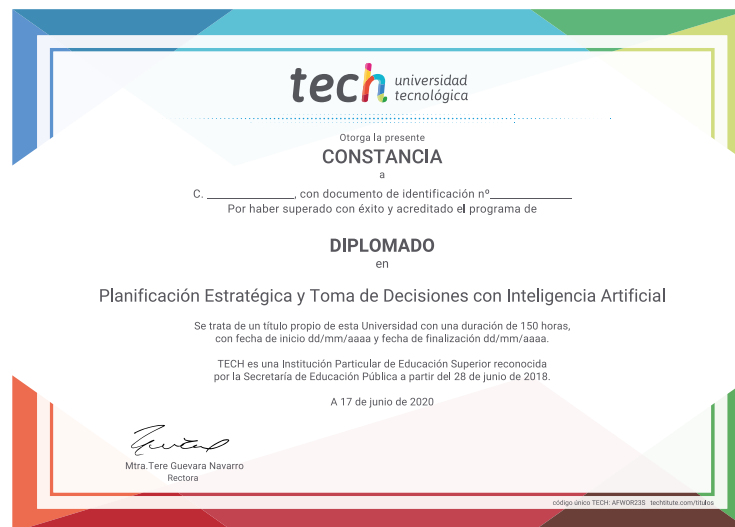 tech universidad
tecnológica
Otorga la presente
CONSTANCIA
a
C. ________________, con documento de identificación nº_______________
Por haber superado con éxito y acreditado el programa de
DIPLOMADO
en
Planificación Estratégica y Toma de Decisiones con Inteligencia Artificial
Se trata de un título propio de esta Universidad con una duración de 150 horas,
con fecha de inicio dd/mm/aaaa y fecha de finalización dd/mm/aaaa.
TECH es una Institución Particular de Educación Superior reconocida
por la Secretaría de Educación Pública a partir del 28 de junio de 2018.
A 17 de junio de 2020
Mtra.Tere Guevara Navarro
Rectora
código único TECH: AFWOR23S techtitute.com/titulos